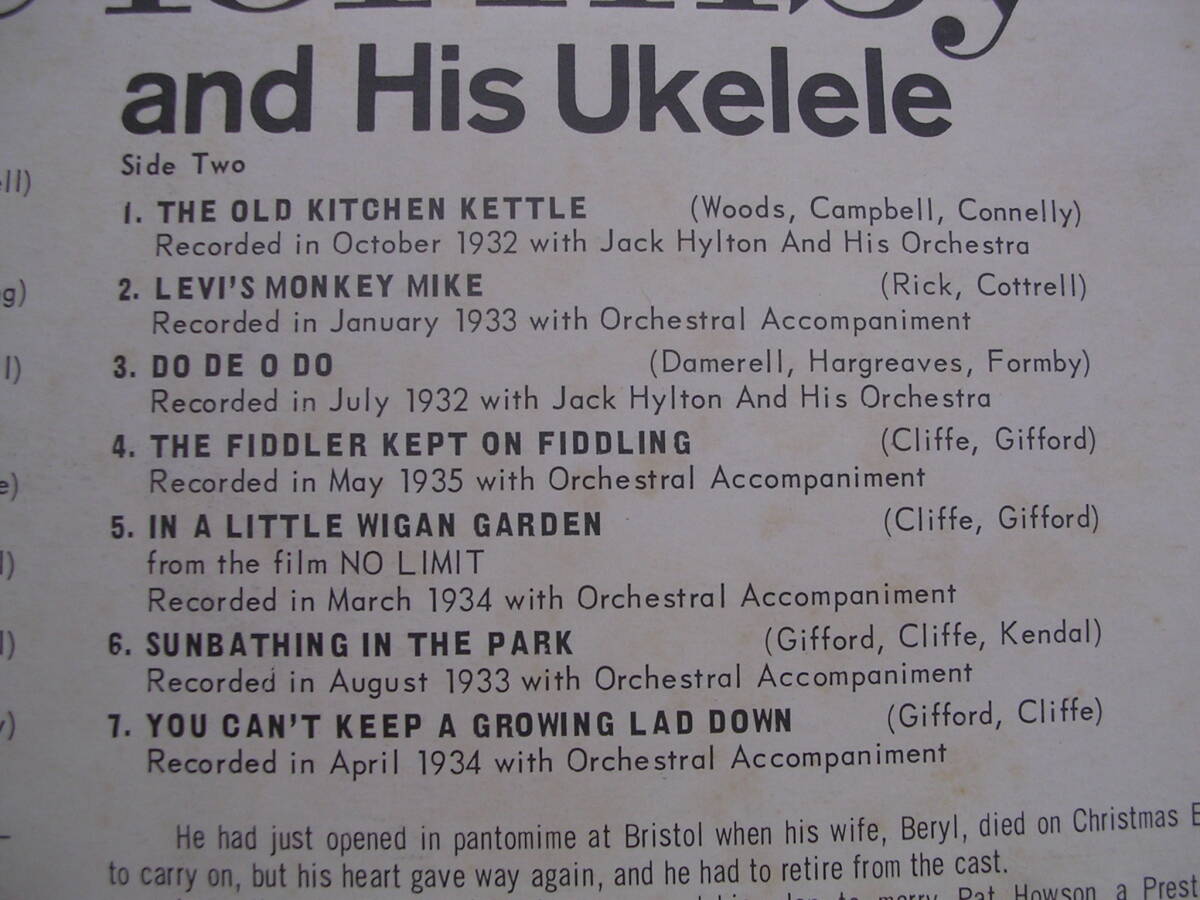 and His Ukelele
Side Two
1. THE OLD KITCHEN KETTLE (Woods, Campbell, Connelly)
Recorded in October 1932 with Jack Hylton And His Orchestra
2. LEVI'S MONKEY MIKE (Rick, Cottrell)
Recorded in January 1933 with Orchestral Accompaniment
3. DO DE O DO (Damerell, Hargreaves, Formby)
Recorded in July 1932 with Jack Hylton And His Orchestra
4. THE FIDDLER KEPT ON FIDDLING (Cliffe, Gifford)
Recorded in May 1935 with Orchestral Accompaniment
5. IN A LITTLE WIGAN GARDEN (Cliffe, Gifford)
from the film NO LIMIT
Recorded in March 1934 with Orchestral Accompaniment
6. SUNBATHING IN THE PARK (Gifford, Cliffe, Kendal)
Recorded in August 1933 with Orchestral Accompaniment
7. YOU CAN'T KEEP A GROWING LAD DOWN (Gifford, Cliffe)
Recorded in April 1934 with Orchestral Accompaniment
He had just opened in pantomime at Bristol when his wife, Beryl, died on Christmas
to carry on, but his heart gave way again, and he had to retire from the cast.
to marry Pat Howson a Prest